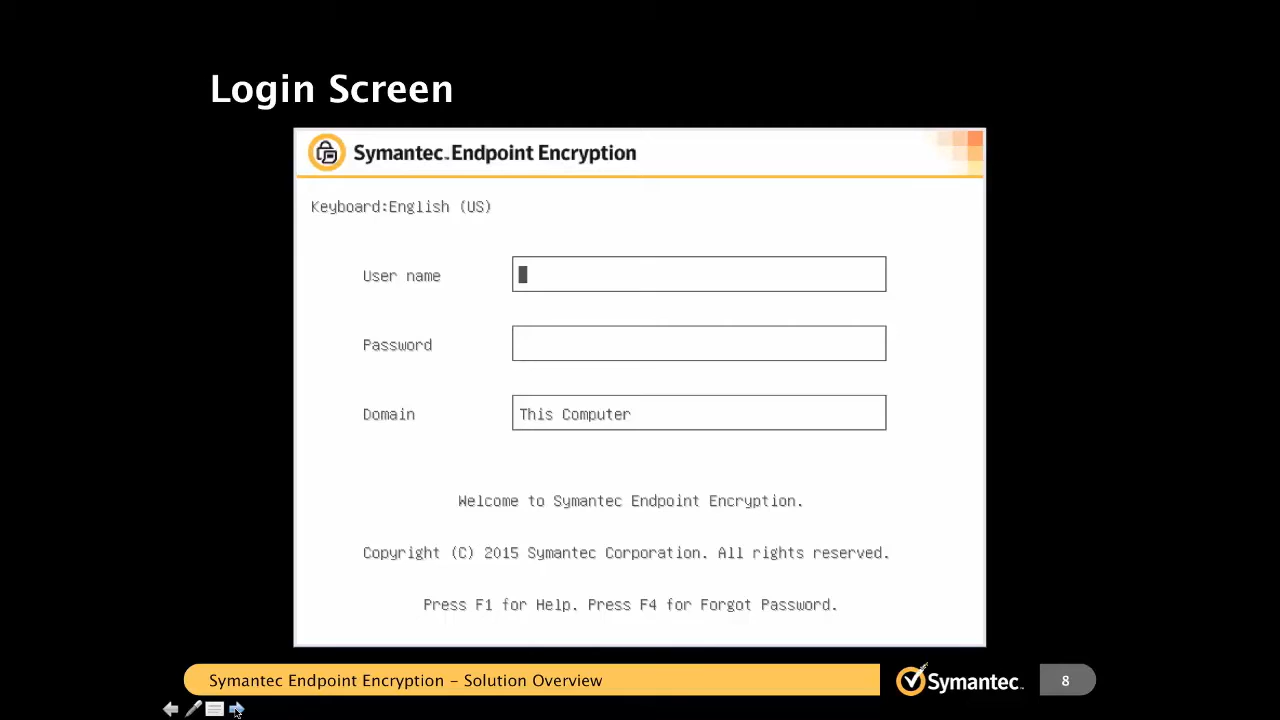 Login Screen
Symantec™ Endpoint Encryption
Keyboard:English (US)
User name
Password
Domain
This Computer
Welcome to Symantec Endpoint Encryption.
Copyright (C) 2015 Symantec Corporation. All rights reserved.
Press F1 for Help. Press F4 for Forgot Password.
Symantec Endpoint Encryption – Solution Overview
Symantec™
8